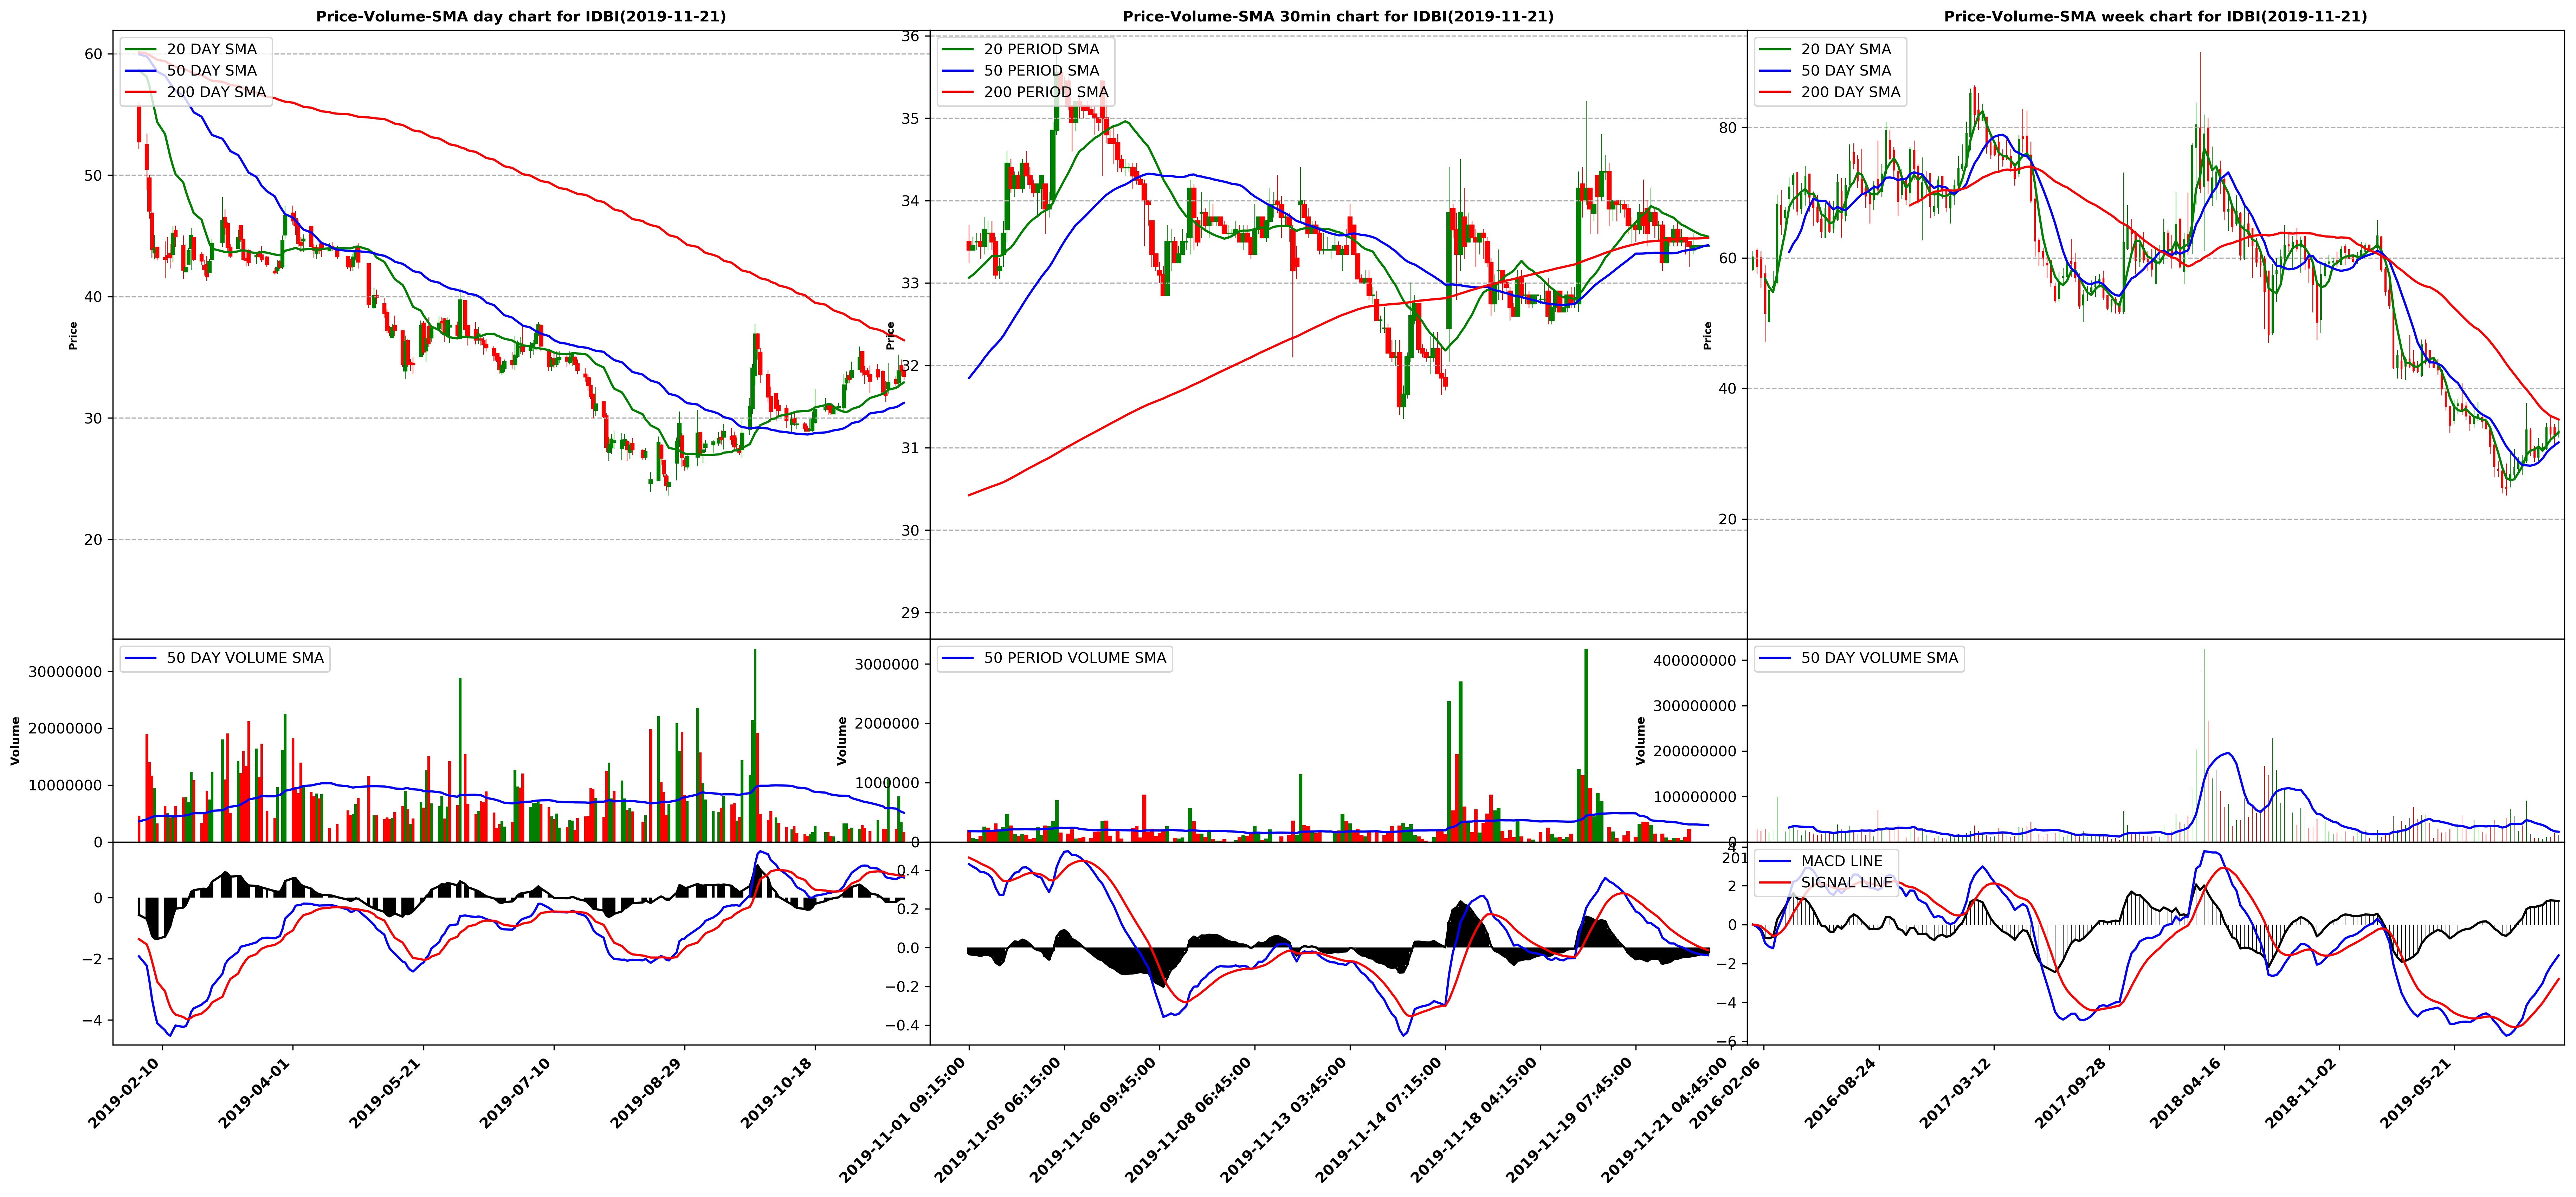 Price-Volume-SMA day chart for IDBI(2019-11-21)
20 DAY SMA
50 DAY SMA
200 DAY SMA
60
50
40
30
20
Price
50 DAY VOLUME SMA
30000000
20000000
10000000
0
Volume
0
−2
−4
2019-02-10
2019-04-01
2019-05-21
2019-07-10
2019-08-29
2019-10-18
Price-Volume-SMA 30min chart for IDBI(2019-11-21)
20 PERIOD SMA
50 PERIOD SMA
200 PERIOD SMA
36
35
34
33
32
31
30
29
Price
50 PERIOD VOLUME SMA
3000000
2000000
1000000
0
Volume
0.4
0.2
0.0
−0.2
−0.4
2019-11-01 09:15:00
2019-11-05 06:15:00
2019-11-06 09:45:00
2019-11-08 06:45:00
2019-11-13 03:45:00
2019-11-14 07:15:00
2019-11-18 04:15:00
2019-11-19 07:45:00
2019-11-21 04:45:00
Price-Volume-SMA week chart for IDBI(2019-11-21)
20 DAY SMA
50 DAY SMA
200 DAY SMA
80
60
40
20
Price
50 DAY VOLUME SMA
400000000
300000000
200000000
100000000
Volume
MACD LINE
SIGNAL LINE
4
2
0
−2
−4
−6
2016-02-06
2016-08-24
2017-03-12
2017-09-28
2018-04-16
2018-11-02
2019-05-21